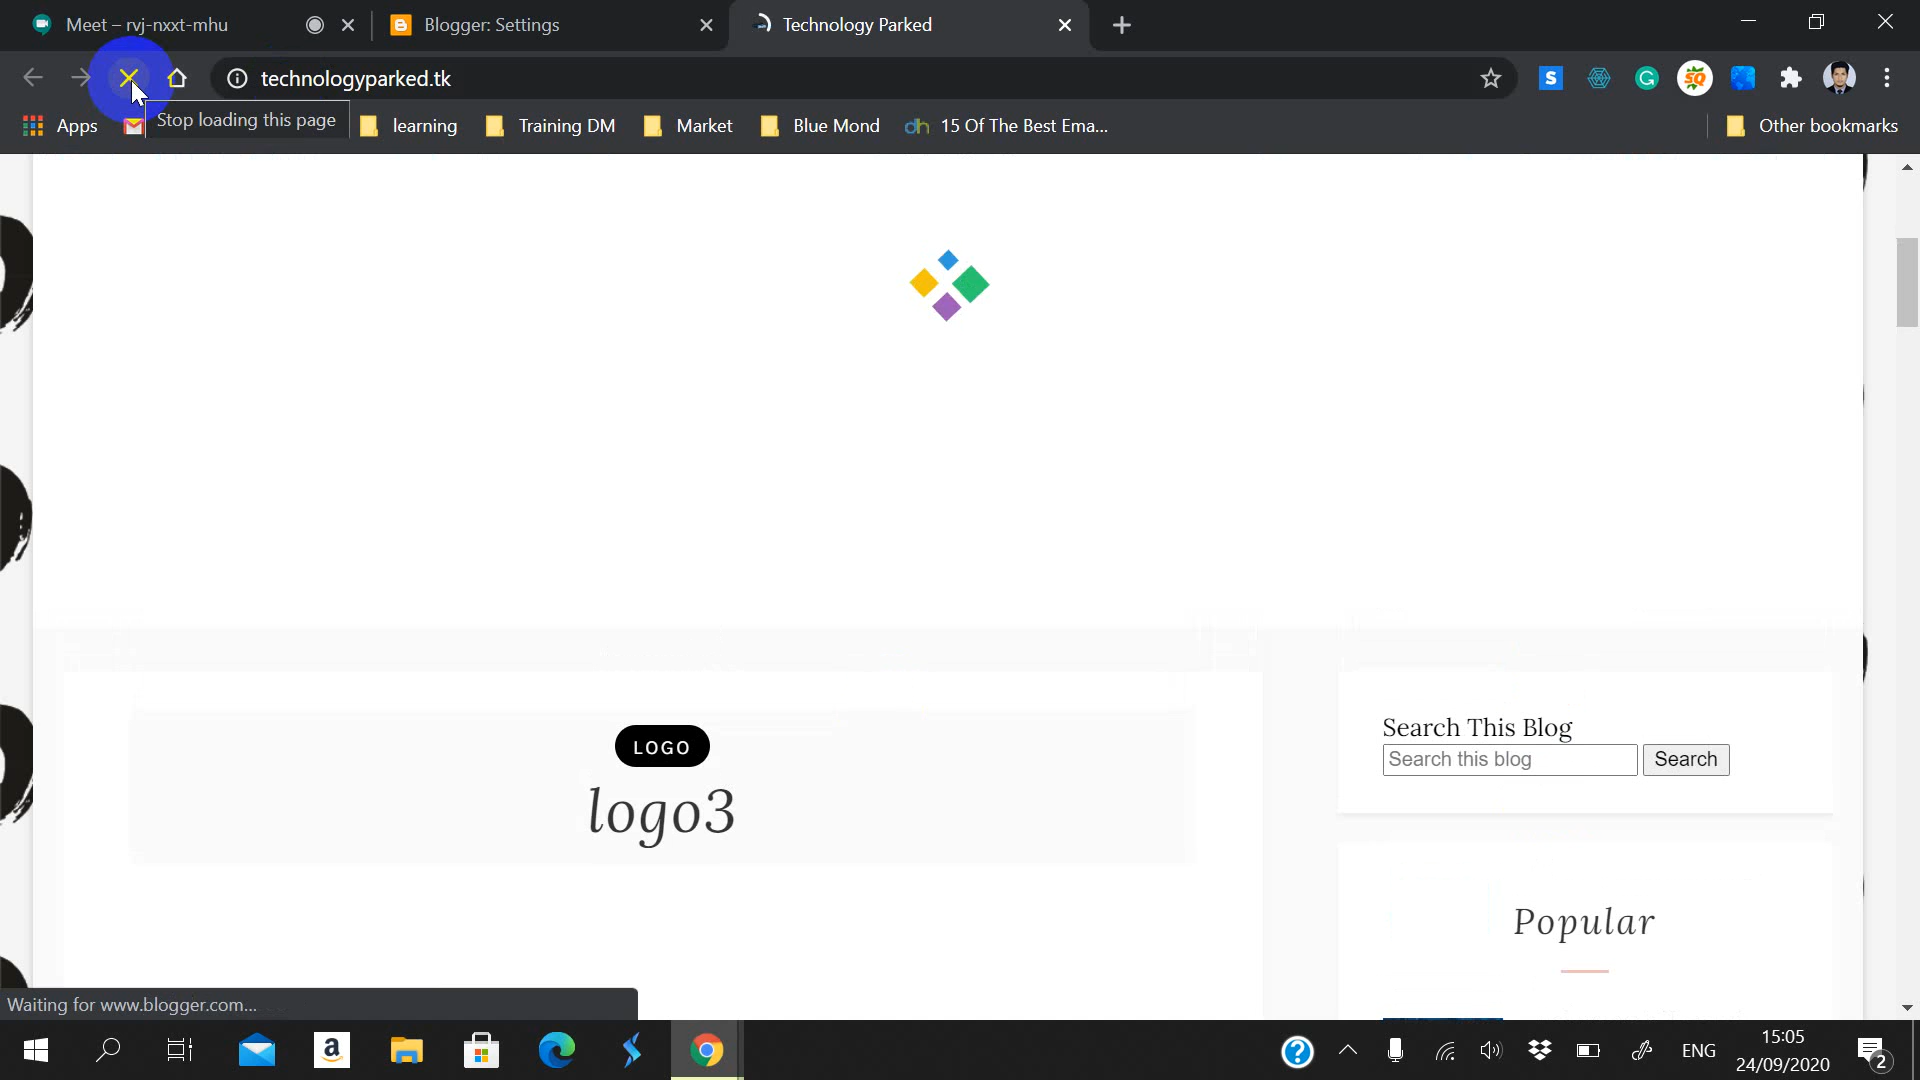 Meet – rvj-nxxt-mhu
Blogger: Settings
Technology Parked
technologyparked.tk
S
G
SQ
Apps
Stop loading this page
learning
Training DM
Market
Blue Mond
dh
15 Of The Best Ema...
Other bookmarks
LOGO
logo3
Search This Blog
Search this blog
Search
Popular
Waiting for www.blogger.com...
a
?
ENG
15:05
24/09/2020
2